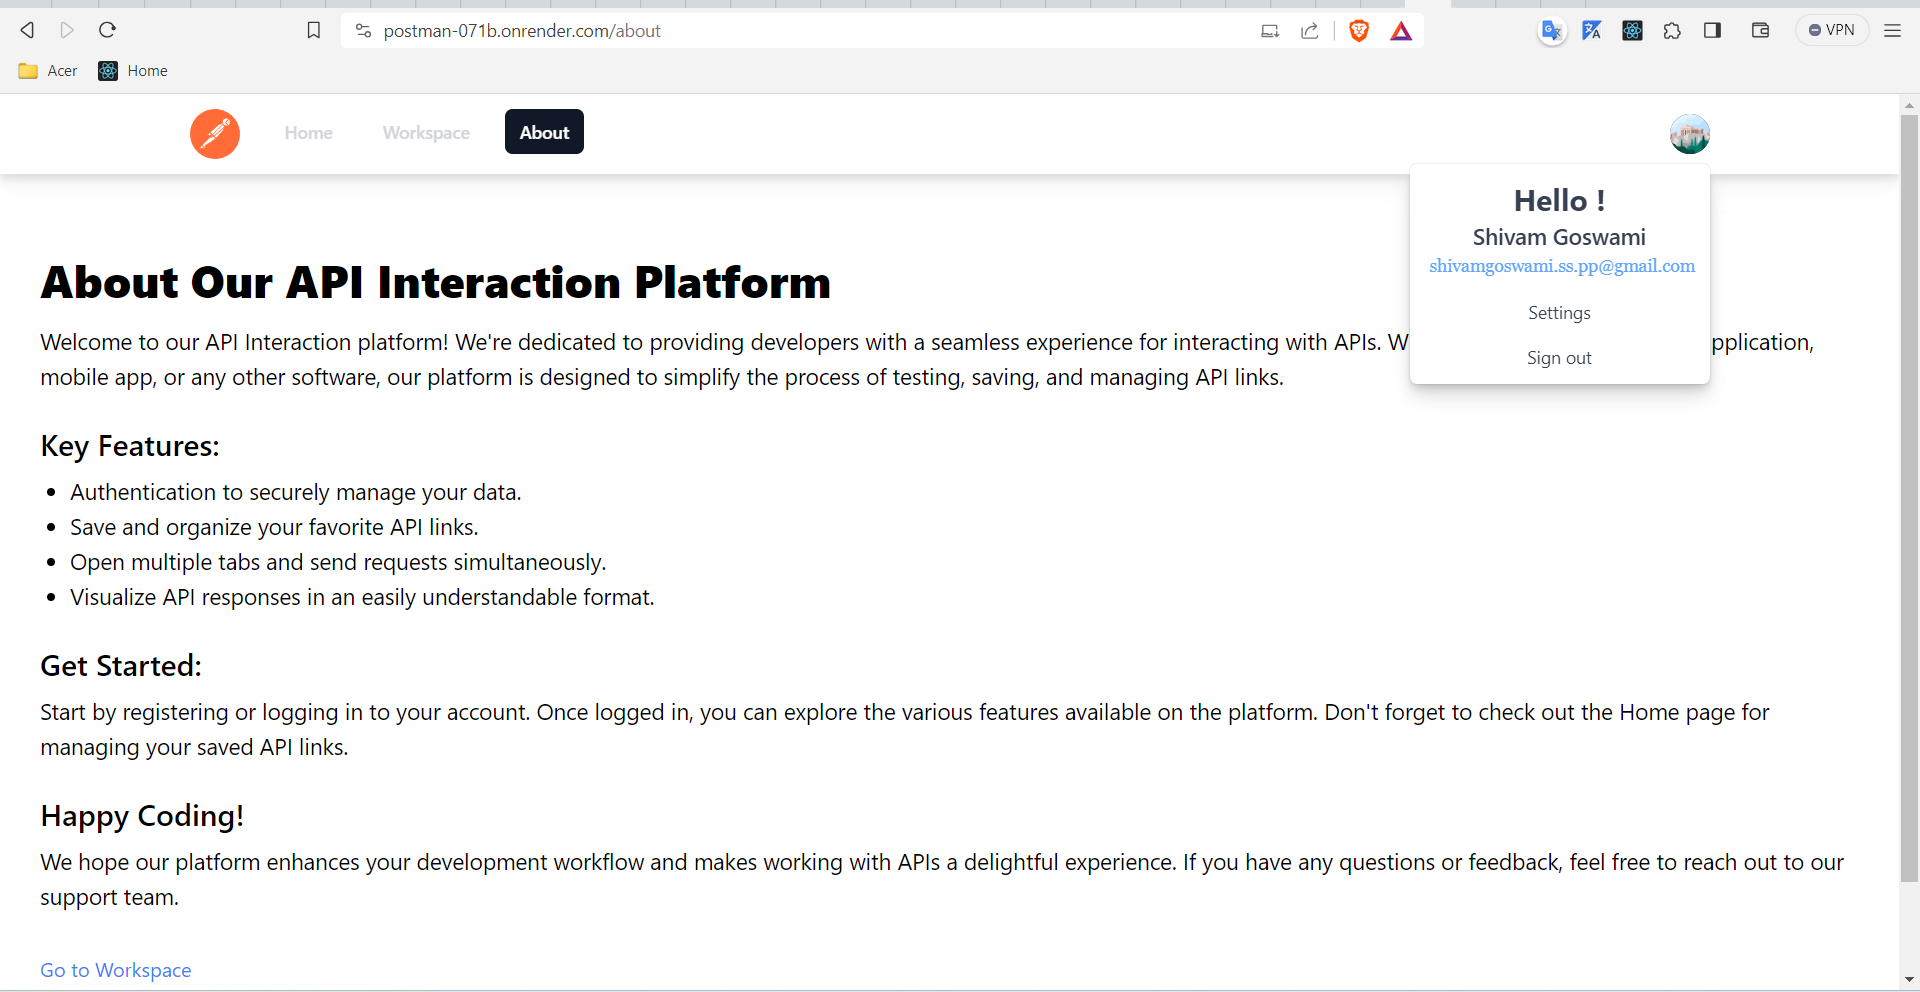 postman-071b.onrender.com/about
VPN
Acer
Home
Home
Workspace
About
Hello !
Shivam Goswami
shivamgoswami.ss.pp@gmail.com
Settings
Sign out
About Our API Interaction Platform
Welcome to our API Interaction platform! We're dedicated to providing developers with a seamless experience for interacting with APIs. W
mobile app, or any other software, our platform is designed to simplify the process of testing, saving, and managing API links.
Key Features:
Authentication to securely manage your data.
Save and organize your favorite API links.
Open multiple tabs and send requests simultaneously.
Visualize API responses in an easily understandable format.
Get Started:
Start by registering or logging in to your account. Once logged in, you can explore the various features available on the platform. Don't forget to check out the Home page for
managing your saved API links.
Happy Coding!
We hope our platform enhances your development workflow and makes working with APIs a delightful experience. If you have any questions or feedback, feel free to reach out to our
support team.
Go to Workspace